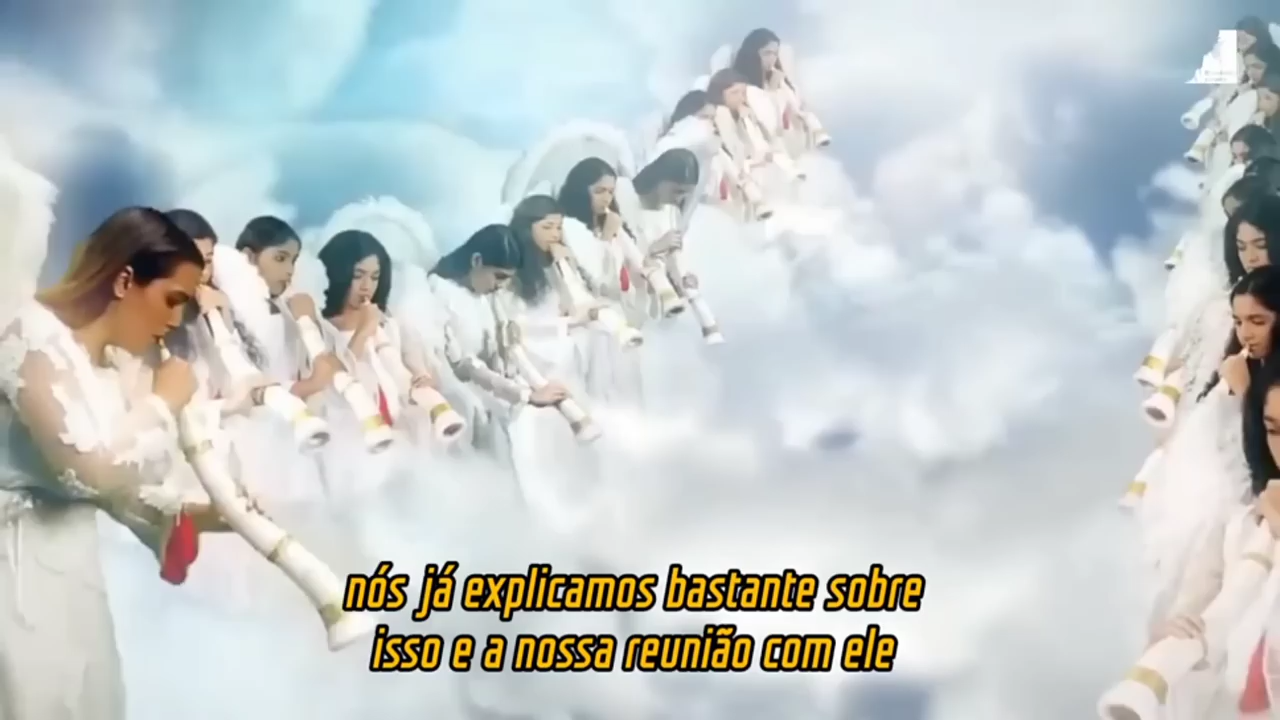 nós já explicamos bastante sobre
isso e a nossa reunião com ele